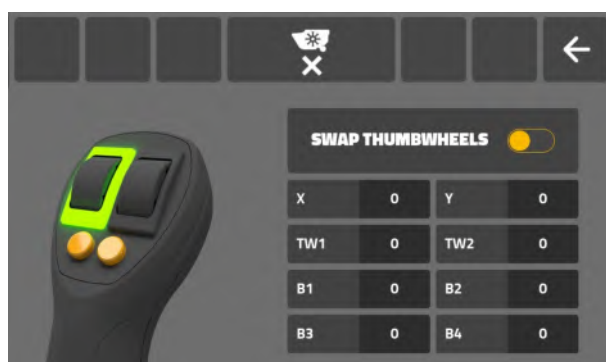 SWAP THUMBWHEELS
X 0 Y 0
TW1 0 TW2 0
B1 0 B2 0
B3 0 B4 0